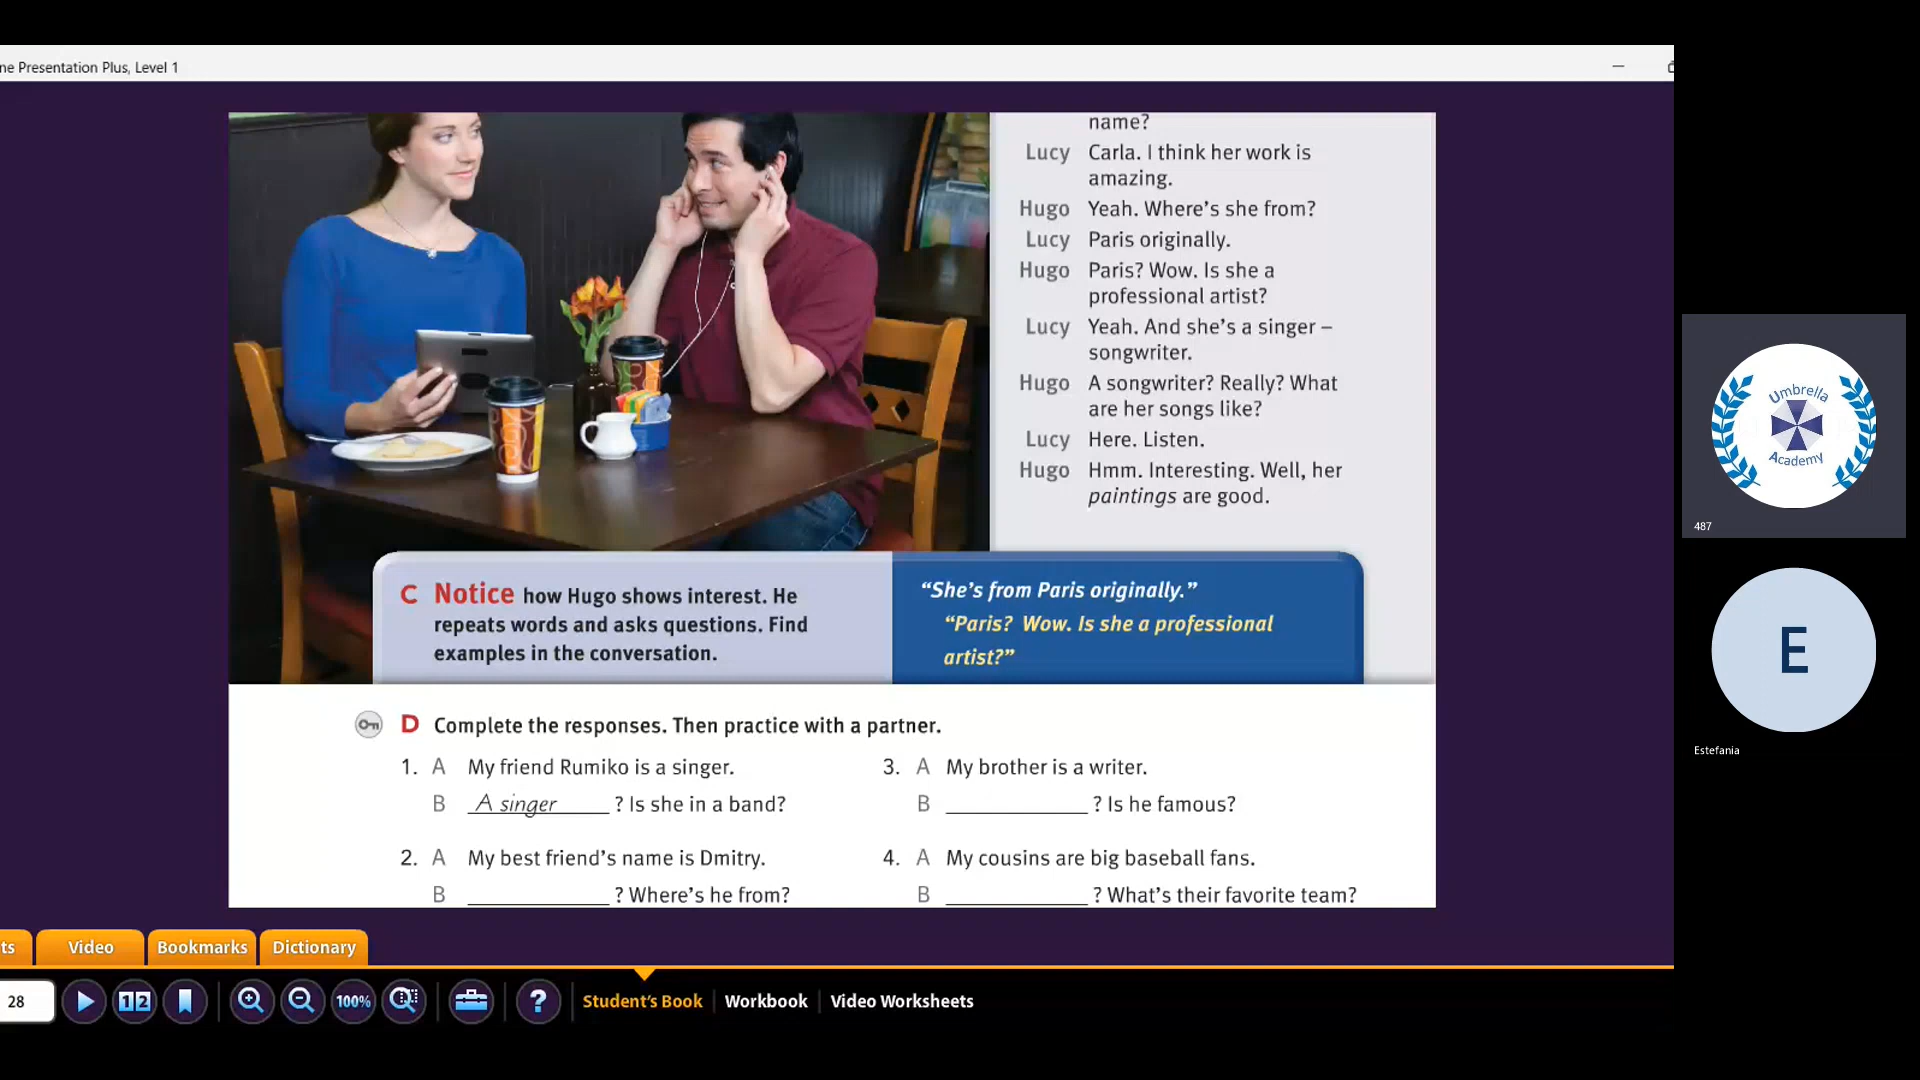 ne Presentation Plus, Level 1
name?
Lucy Carla. I think her work is
amazing.
Hugo Yeah. Where's she from?
Lucy Paris originally.
Hugo Paris? Wow. Is she a
professional artist?
Lucy Yeah. And she's a singer –
songwriter.
Hugo A songwriter? Really? What
are her songs like?
Lucy Here. Listen.
Hugo Hmm. Interesting. Well, her
paintings are good.
C Notice how Hugo shows interest. He
repeats words and asks questions. Find
examples in the conversation.
“She's from Paris originally.”
“Paris? Wow. Is she a professional
artist?”
D Complete the responses. Then practice with a partner.
1. A My friend Rumiko is a singer.
B A singer ? Is she in a band?
2. A My best friend's name is Dmitry.
B ____________ ? Where's he from?
3. A My brother is a writer.
B ____________ ? Is he famous?
4. A My cousins are big baseball fans.
B ____________ ? What's their favorite team?
ts Video Bookmarks Dictionary
28 1 2 100% ? Student's Book Workbook Video Worksheets
Umbrella
Academy
487
E
Estefania